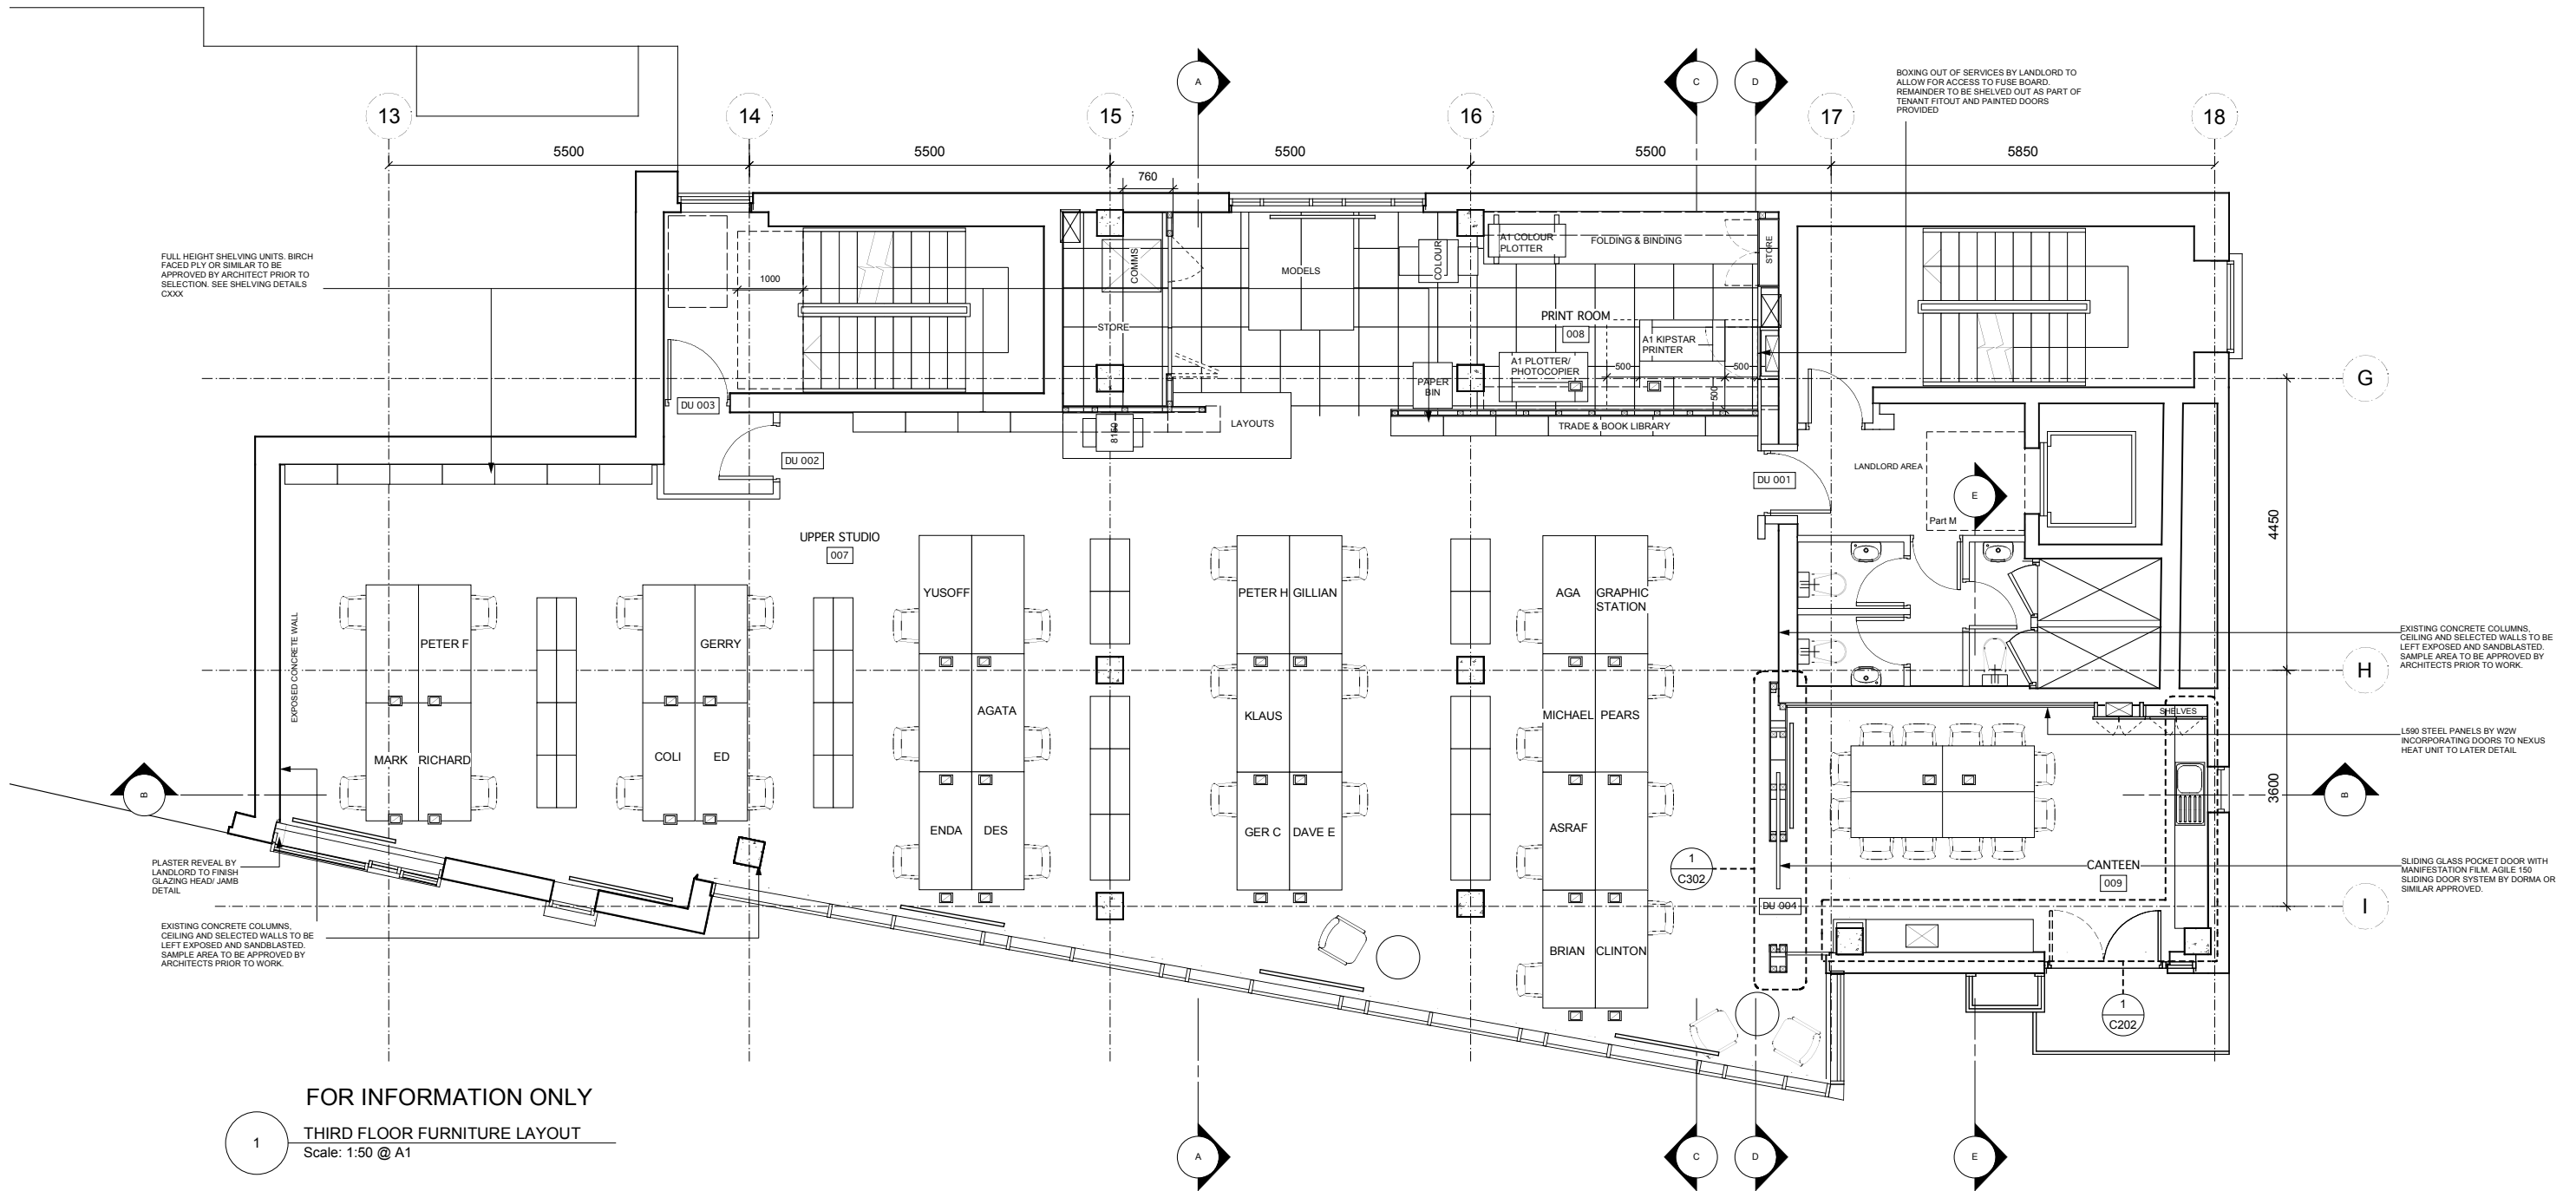 A
C
D
BOXING OUT OF SERVICES BY LANDLORD TO
ALLOW FOR ACCESS TO FUSE BOARD.
REMAINDER TO BE SHELVED OUT AS PART OF
TENANT FITOUT AND PAINTED DOORS
PROVIDED
13
14
15
16
17
18
5500
5500
5500
5500
5850
760
FULL HEIGHT SHELVING UNITS. BIRCH
FACED PLY OR SIMILAR TO BE
APPROVED BY ARCHITECT PRIOR TO
SELECTION. SEE SHELVING DETAILS
CXXX
1000
COMMS
STORE
MODELS
COLOUR
A1 COLOUR
PLOTTER
FOLDING & BINDING
STORE
PRINT ROOM
008
A1 KIPSTAR
PRINTER
A1 PLOTTER/
PHOTOCOPIER
500
500
500
PAPER
BIN
G
DU 003
8150
LAYOUTS
TRADE & BOOK LIBRARY
DU 002
DU 001
LANDLORD AREA
E
Part M
4450
UPPER STUDIO
007
YUSOFF
PETER H
GILLIAN
AGA
GRAPHIC
STATION
EXPOSED CONCRETE WALL
PETER F
GERRY
EXISTING CONCRETE COLUMNS,
CEILING AND SELECTED WALLS TO BE
LEFT EXPOSED AND SANDBLASTED.
SAMPLE AREA TO BE APPROVED BY
ARCHITECTS PRIOR TO WORK.
H
AGATA
KLAUS
MICHAEL
PEARS
SHELVES
L590 STEEL PANELS BY W2W
INCORPORATING DOORS TO NEXUS
HEAT UNIT TO LATER DETAIL
MARK
RICHARD
COLI
ED
B
3600
B
ENDA
DES
GER C
DAVE E
ASRAF
PLASTER REVEAL BY
LANDLORD TO FINISH
GLAZING HEAD/ JAMB
DETAIL
1
C302
CANTEEN
009
SLIDING GLASS POCKET DOOR WITH
MANIFESTATION FILM. AGILE 150
SLIDING DOOR SYSTEM BY DORMA OR
SIMILAR APPROVED.
DU 004
I
EXISTING CONCRETE COLUMNS,
CEILING AND SELECTED WALLS TO BE
LEFT EXPOSED AND SANDBLASTED.
SAMPLE AREA TO BE APPROVED BY
ARCHITECTS PRIOR TO WORK.
BRIAN
CLINTON
1
C202
FOR INFORMATION ONLY
1
THIRD FLOOR FURNITURE LAYOUT
Scale: 1:50 @ A1
A
C
D
E